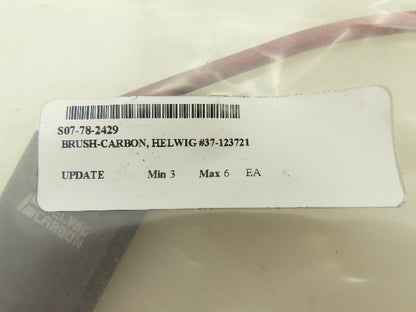 S07-78-2429
BRUSH-CARBON, HELWIG #37-123721
UPDATE Min 3 Max 6 EA
HELWIG
CARBON